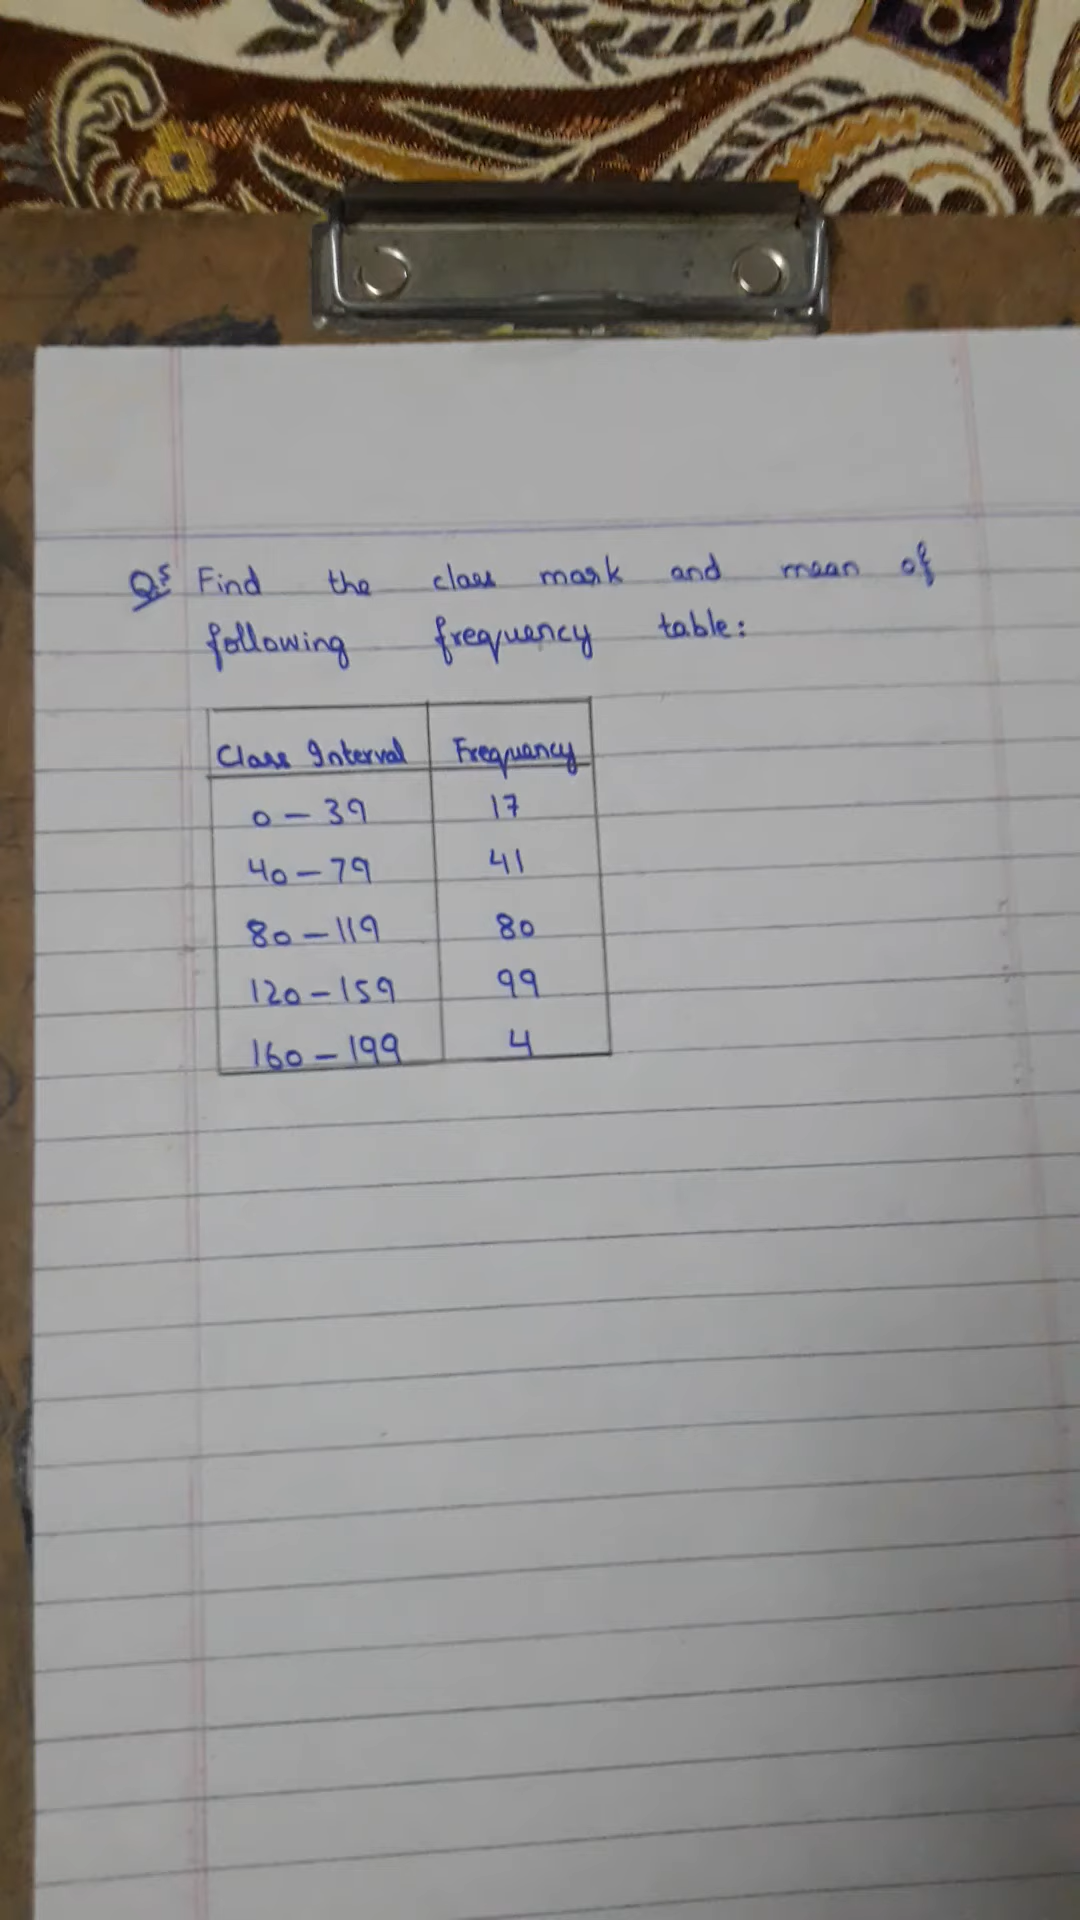 Q5 Find the class mark and mean of
following frequency table:
Class Interval Frequency
0 - 39 17
40 - 79 41
80 - 119 80
120 - 159 99
160 - 199 4